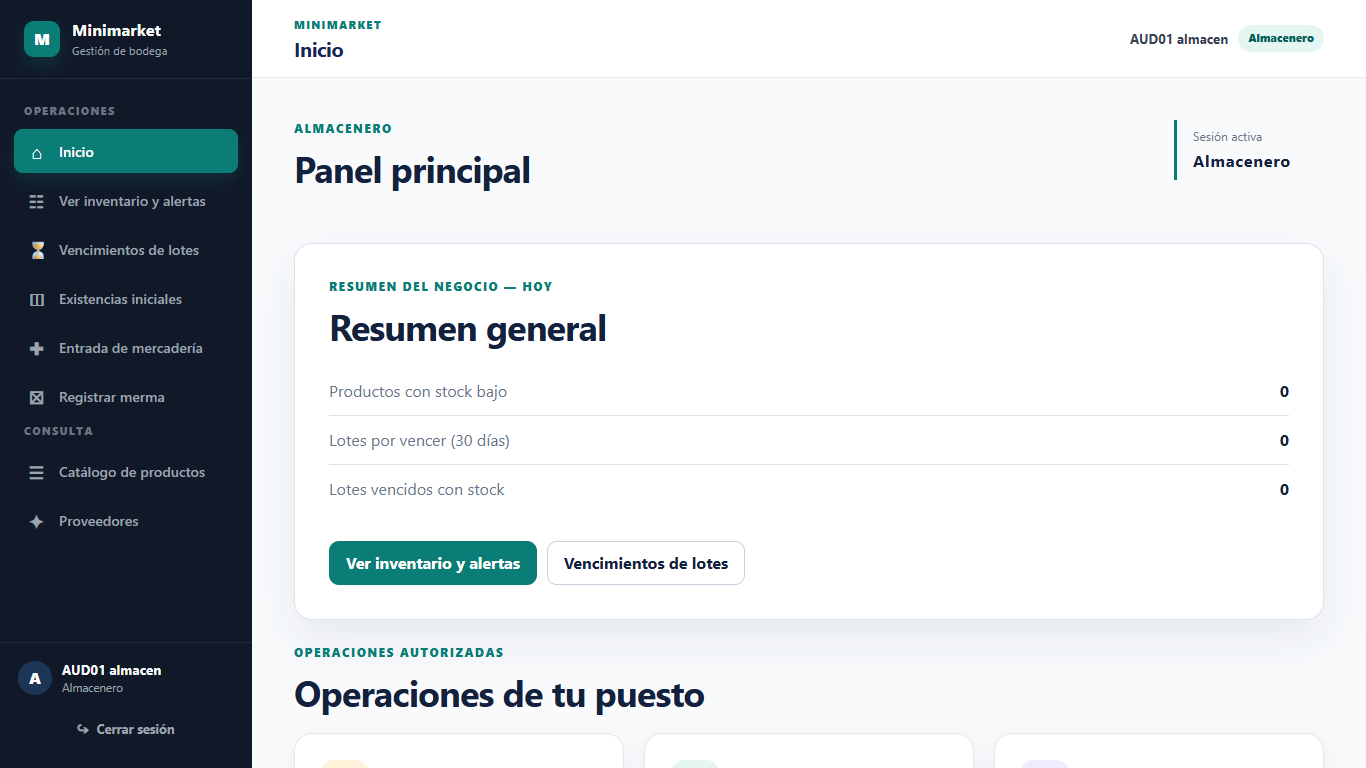 M
Minimarket
Gestión de bodega
OPERACIONES
Inicio
Ver inventario y alertas
Vencimientos de lotes
Existencias iniciales
Entrada de mercadería
Registrar merma
CONSULTA
Catálogo de productos
Proveedores
A
AUD01 almacen
Almacenero
Cerrar sesión
MINIMARKET
Inicio
AUD01 almacen
Almacenero
ALMACENERO
Panel principal
Sesión activa
Almacenero
RESUMEN DEL NEGOCIO — HOY
Resumen general
Productos con stock bajo 0
Lotes por vencer (30 días) 0
Lotes vencidos con stock 0
Ver inventario y alertas
Vencimientos de lotes
OPERACIONES AUTORIZADAS
Operaciones de tu puesto